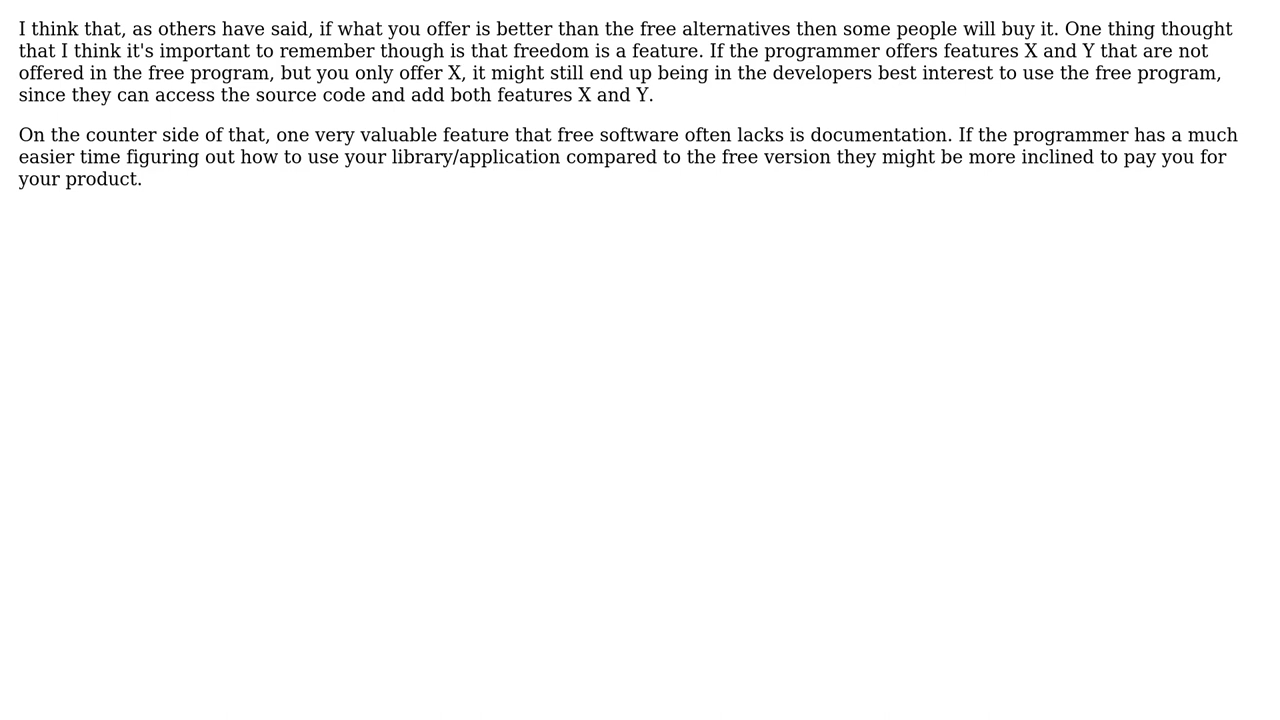 I think that, as others have said, if what you offer is better than the free alternatives then some people will buy it. One thing thought
that I think it's important to remember though is that freedom is a feature. If the programmer offers features X and Y that are not
offered in the free program, but you only offer X, it might still end up being in the developers best interest to use the free program,
since they can access the source code and add both features X and Y.
On the counter side of that, one very valuable feature that free software often lacks is documentation. If the programmer has a much
easier time figuring out how to use your library/application compared to the free version they might be more inclined to pay you for
your product.